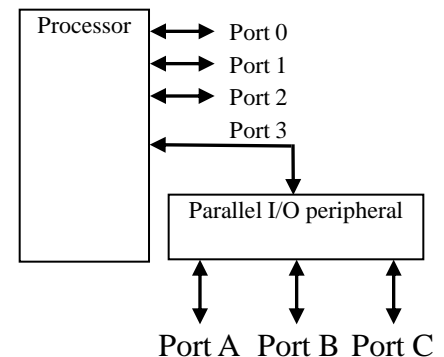 Processor
Port 0
Port 1
Port 2
Port 3
Parallel I/O peripheral
Port A Port B Port C